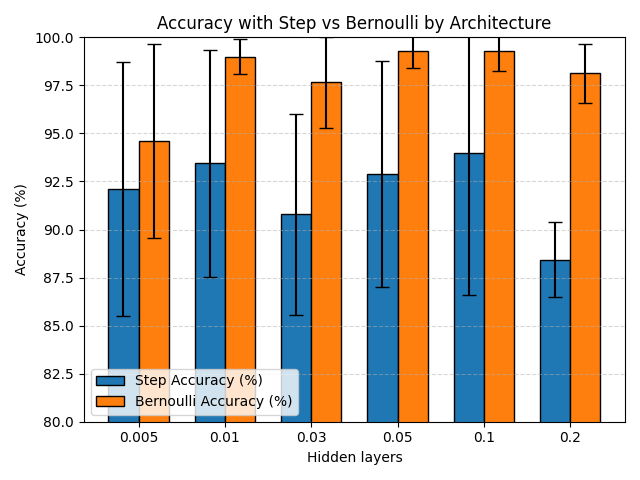 Accuracy with Step vs Bernoulli by Architecture
100.0
97.5
95.0
92.5
90.0
87.5
85.0
82.5
80.0
Accuracy (%)
Step Accuracy (%)
Bernoulli Accuracy (%)
0.005 0.01 0.03 0.05 0.1 0.2
Hidden layers